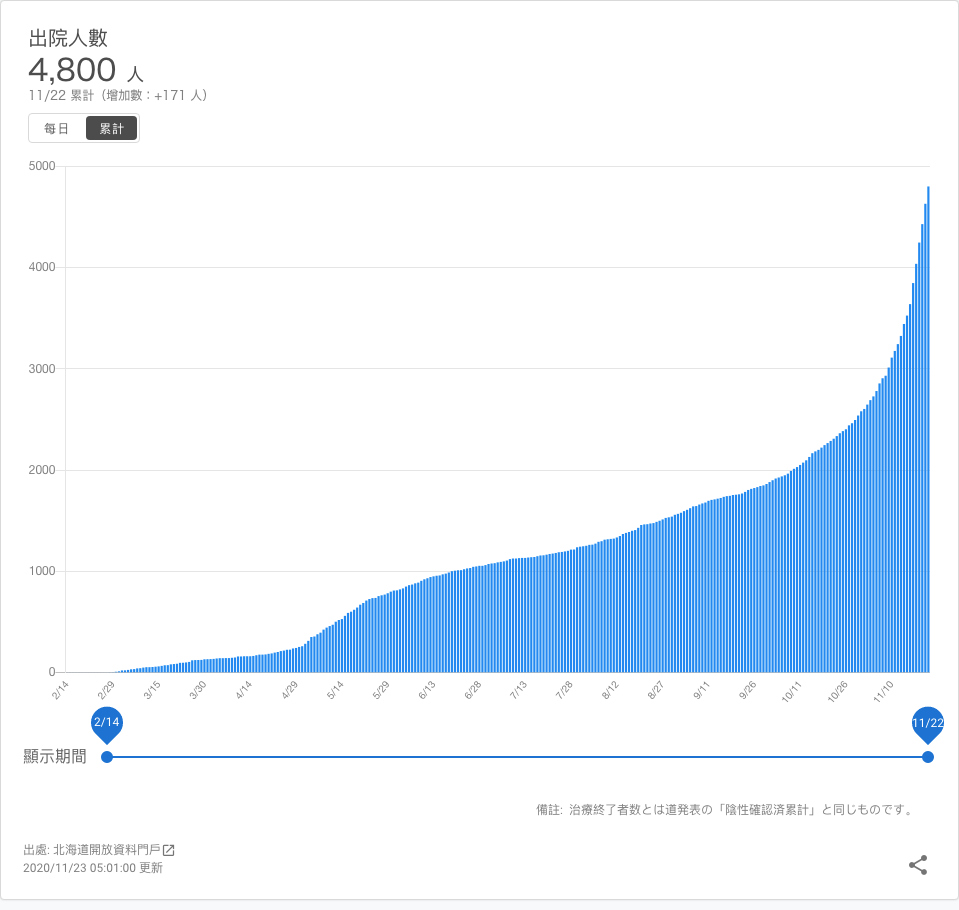 出院人數
4,800 人
11/22 累計（增加數：+171 人）
每日 累計
5000
4000
3000
2000
1000
0
2/14 2/29 3/15 3/30 4/14 4/29 5/14 5/29 6/13 6/28 7/13 7/28 8/12 8/27 9/11 9/26 10/11 10/26 11/10
2/14 11/22
顯示期間
備註: 治療終了者数とは道発表の「陰性確認済累計」と同じものです。
出處: 北海道開放資料門戶
2020/11/23 05:01:00 更新